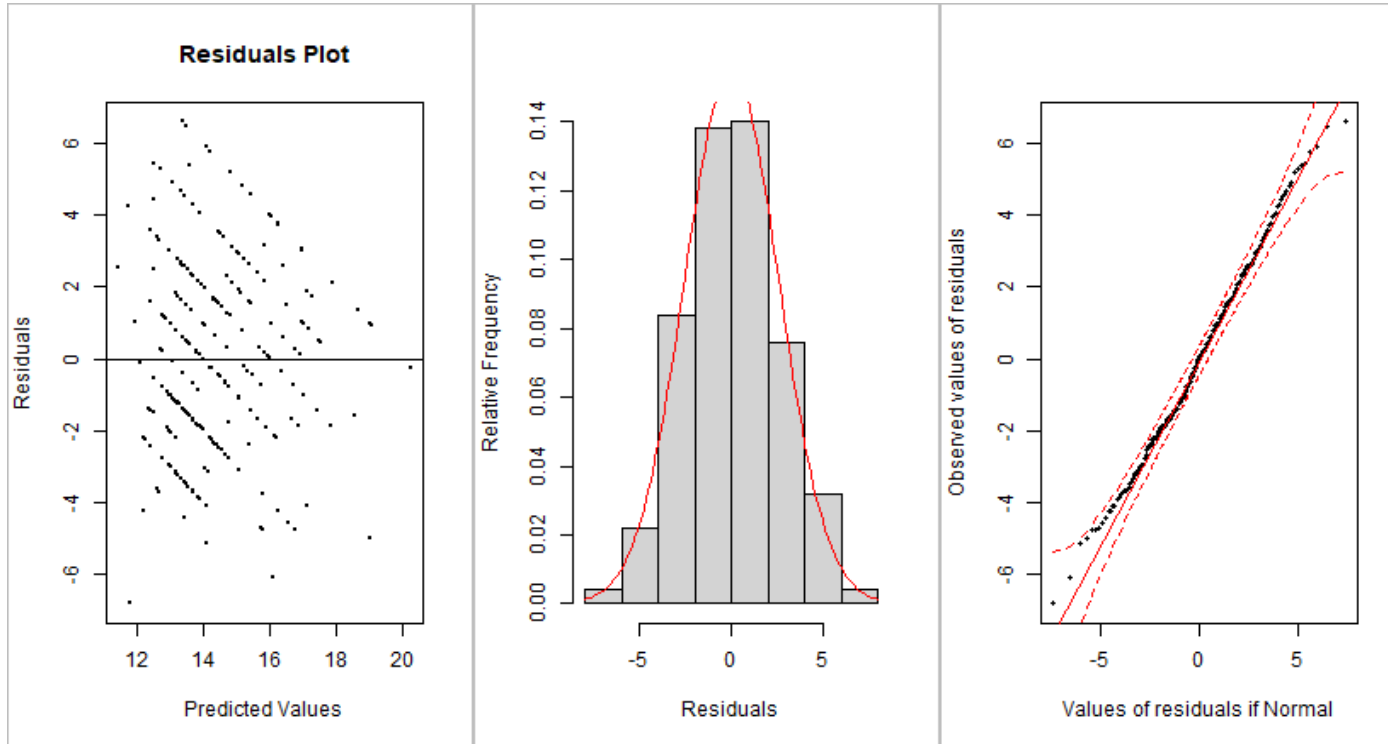 Residuals Plot
Residuals
6
4
2
0
-2
-4
-6
12 14 16 18 20
Predicted Values
Relative Frequency
0.14
0.12
0.10
0.08
0.06
0.04
0.02
0.00
-5 0 5
Residuals
Observed values of residuals
6
4
2
0
-2
-4
-6
-5 0 5
Values of residuals if Normal